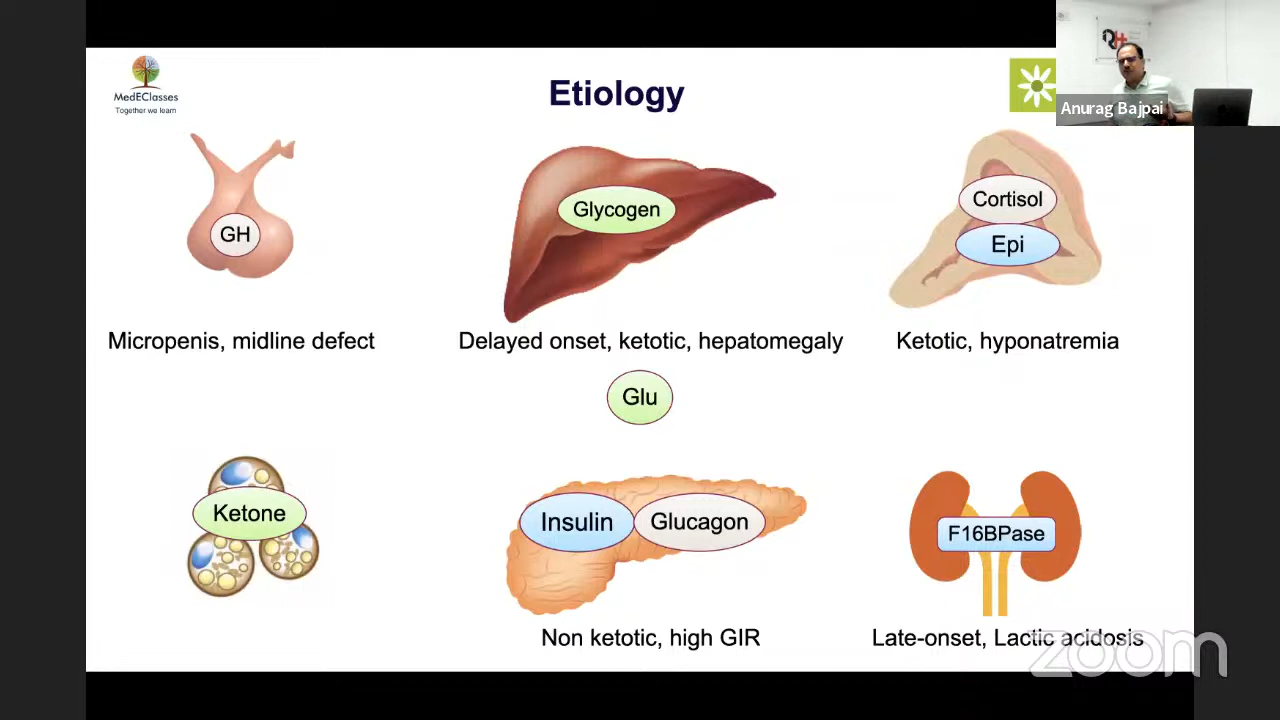 MedEClasses
Together we learn
Etiology
Anurag Bajpai
GH
Glycogen
Cortisol
Epi
Micropenis, midline defect
Delayed onset, ketotic, hepatomegaly
Ketotic, hyponatremia
Glu
Ketone
Insulin
Glucagon
F16BPase
Non ketotic, high GIR
Late-onset, Lactic acidosis
zoom